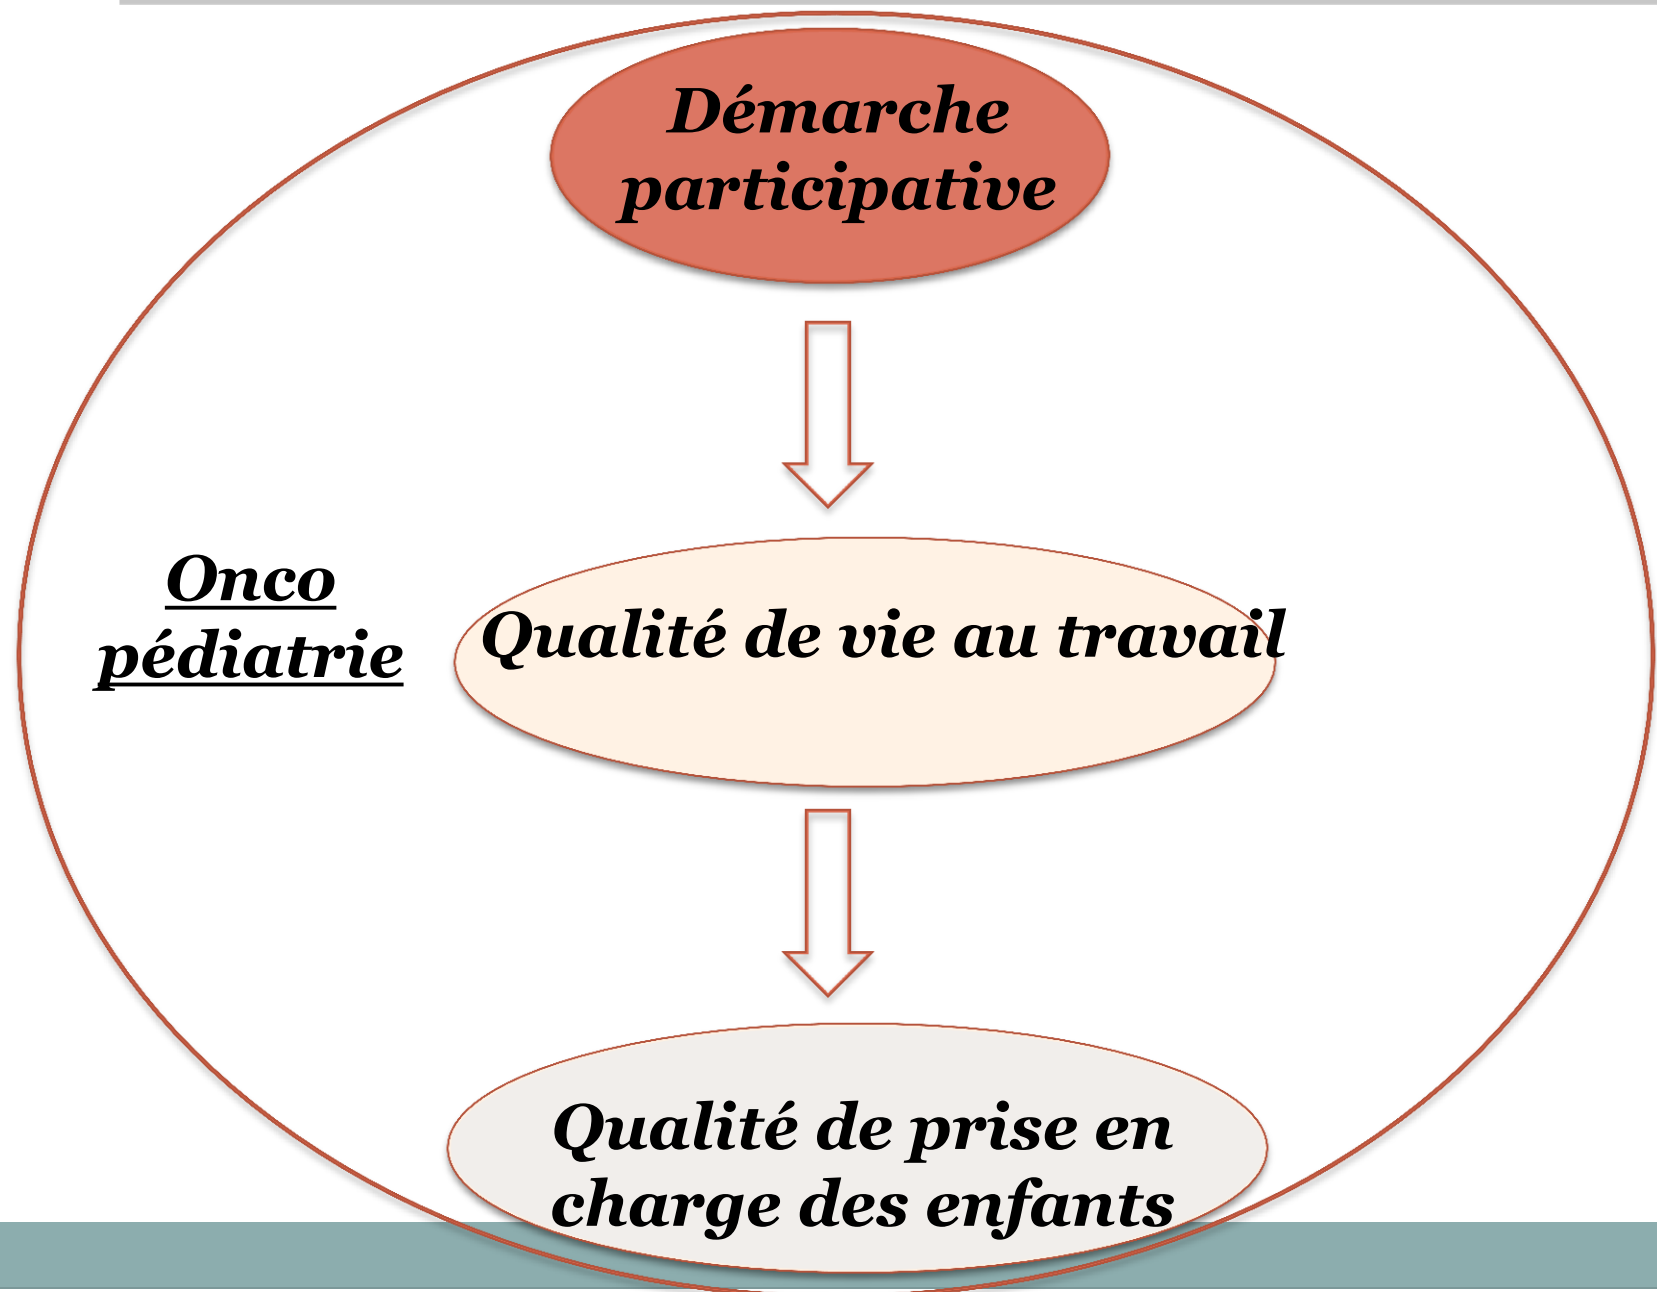 Démarche
participative
Onco
pédiatrie
Qualité de vie au travail
Qualité de prise en
charge des enfants